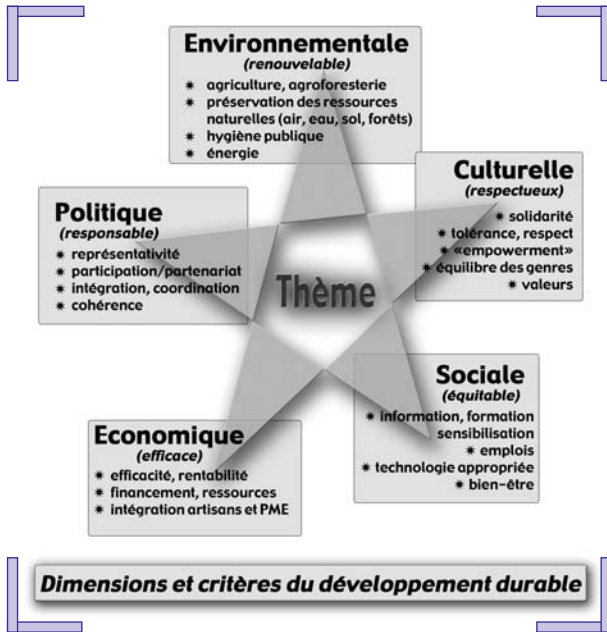 Environnementale
(renouvelable)
✷ agriculture, agroforesterie
✷ préservation des ressources
naturelles (air, eau, sol, forêts)
✷ hygiène publique
✷ énergie
Culturelle
(respectueux)
✷ solidarité
✷ tolérance, respect
✷ «empowerment»
✷ équilibre des genres
✷ valeurs
Politique
(responsable)
✷ représentativité
✷ participation/partenariat
✷ intégration, coordination
✷ cohérence
Thème
Sociale
(équitable)
✷ information, formation
sensibilisation
✷ emplois
✷ technologie appropriée
✷ bien-être
Economique
(efficace)
✷ efficacité, rentabilité
✷ financement, ressources
✷ intégration artisans et PME
Dimensions et critères du développement durable